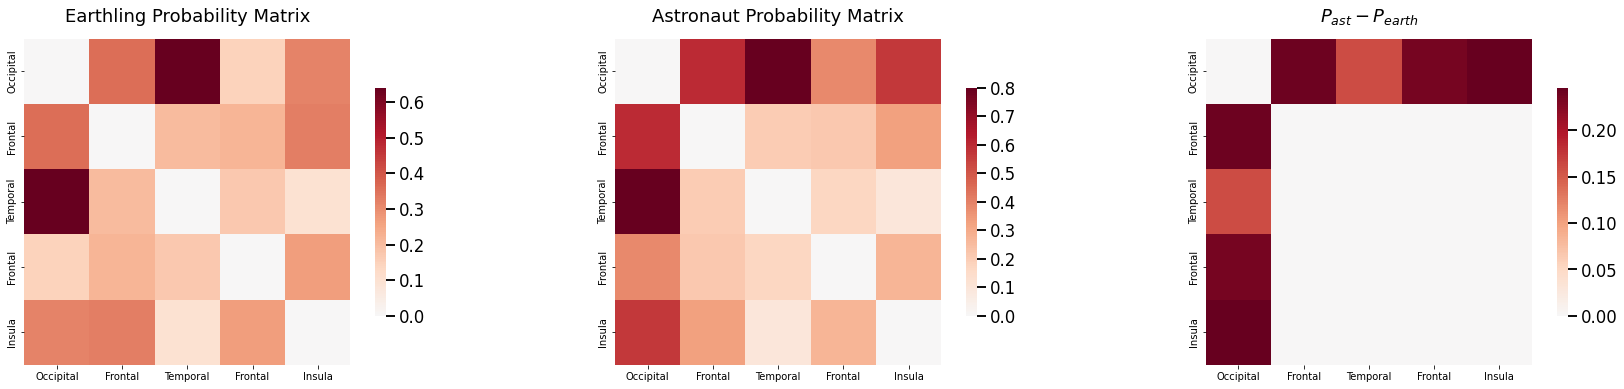 Earthling Probability Matrix
Occipital
Frontal
Temporal
Frontal
Insula
Occipital Frontal Temporal Frontal Insula
0.6
0.5
0.4
0.3
0.2
0.1
0.0
Astronaut Probability Matrix
Occipital
Frontal
Temporal
Frontal
Insula
Occipital Frontal Temporal Frontal Insula
0.8
0.7
0.6
0.5
0.4
0.3
0.2
0.1
0.0
P_ast − P_earth
Occipital
Frontal
Temporal
Frontal
Insula
Occipital Frontal Temporal Frontal Insula
0.20
0.15
0.10
0.05
0.00